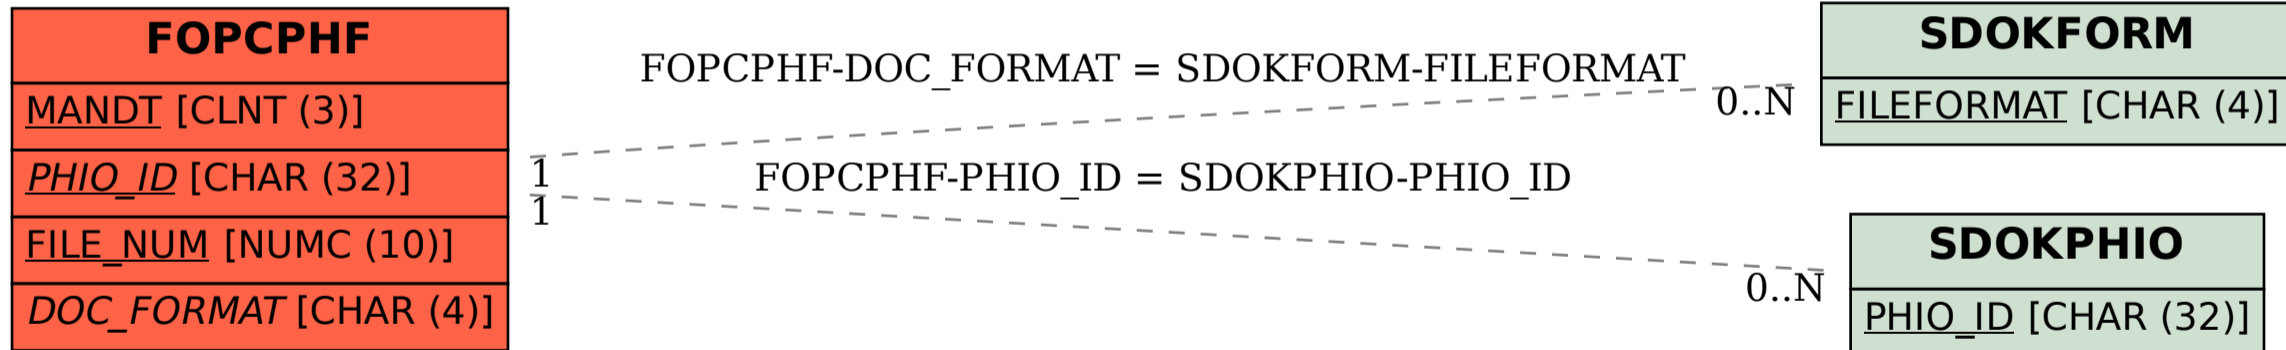 FOPCPHF
MANDT [CLNT (3)]
PHIO_ID [CHAR (32)]
FILE_NUM [NUMC (10)]
DOC_FORMAT [CHAR (4)]
FOPCPHF-DOC_FORMAT = SDOKFORM-FILEFORMAT
0..N
1
FOPCPHF-PHIO_ID = SDOKPHIO-PHIO_ID
1
0..N
SDOKFORM
FILEFORMAT [CHAR (4)]
SDOKPHIO
PHIO_ID [CHAR (32)]